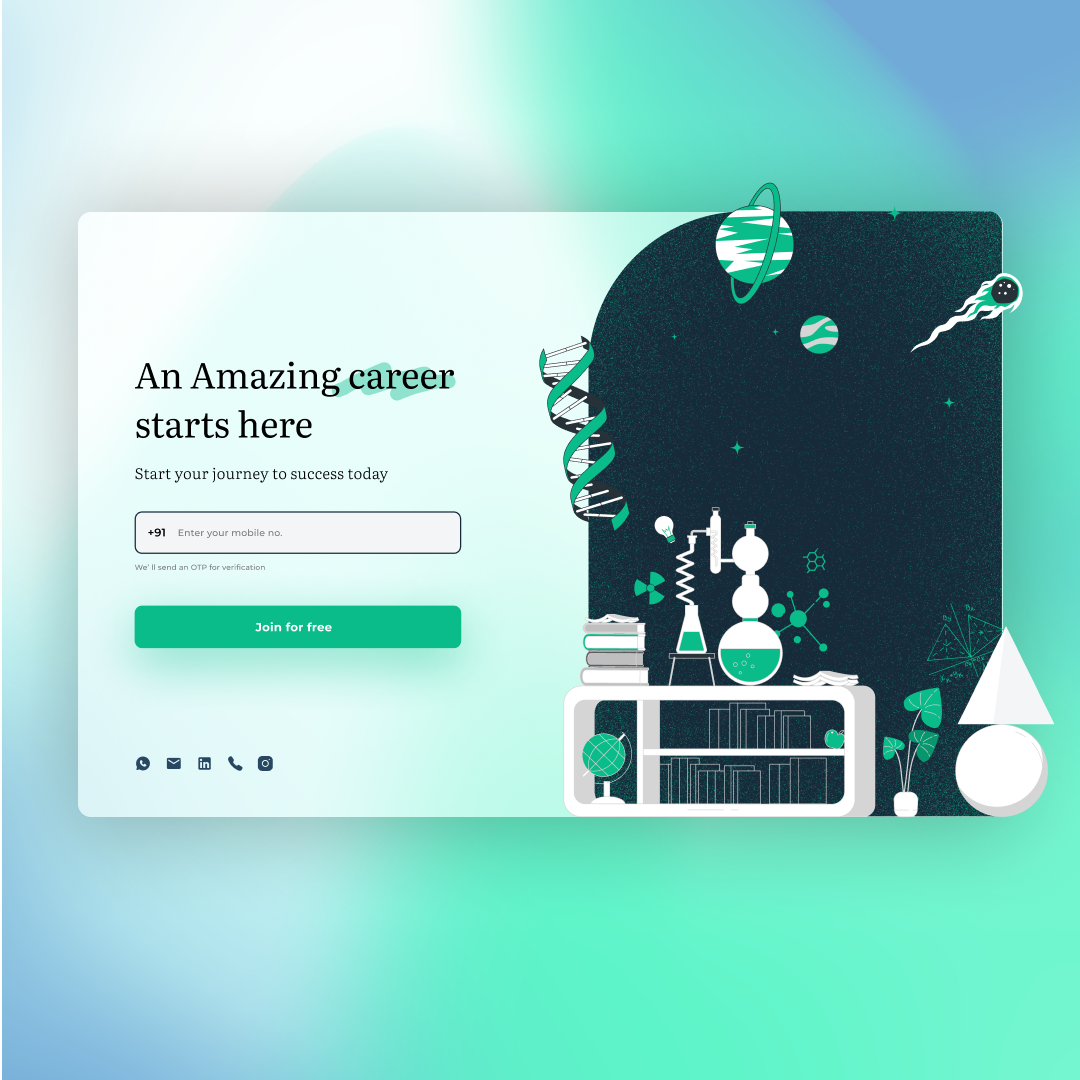 An Amazing career
starts here
Start your journey to success today
+91 Enter your mobile no.
We' ll send an OTP for verification
Join for free